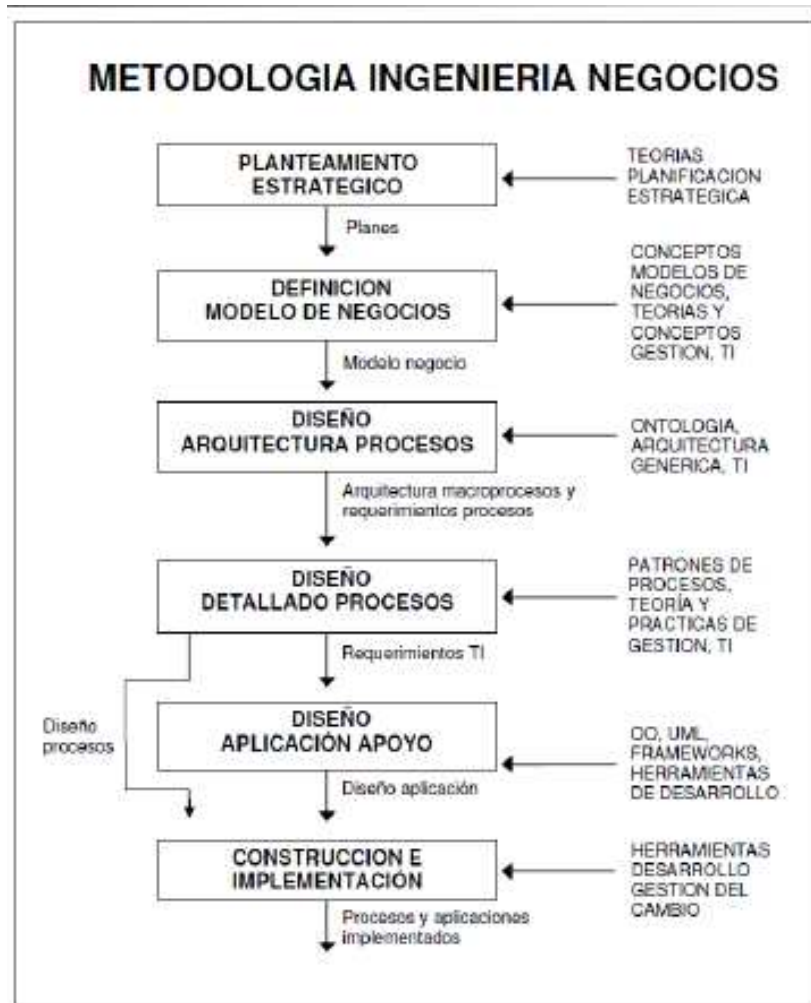 METODOLOGIA INGENIERIA NEGOCIOS
PLANTEAMIENTO
ESTRATEGICO
TEORIAS
PLANIFICACION
ESTRATEGICA
Planes
DEFINICION
MODELO DE NEGOCIOS
CONCEPTOS
MODELOS DE
NEGOCIOS,
TEORIAS Y
CONCEPTOS
GESTION, TI
Modelo negocio
DISEÑO
ARQUITECTURA PROCESOS
ONTOLOGIA,
ARQUITECTURA
GENERICA, TI
Arquitectura macroprocesos y
requerimientos procesos
DISEÑO
DETALLADO PROCESOS
PATRONES DE
PROCESOS,
TEORÍA Y
PRACTICAS DE
GESTION, TI
Requerimientos TI
Diseño
procesos
DISEÑO
APLICACIÓN APOYO
OO, UML,
FRAMEWORKS,
HERRAMIENTAS
DE DESARROLLO
Diseño aplicación
CONSTRUCCION E
IMPLEMENTACIÓN
HERRAMIENTAS
DESARROLLO
GESTION DEL
CAMBIO
Procesos y aplicaciones
implementados